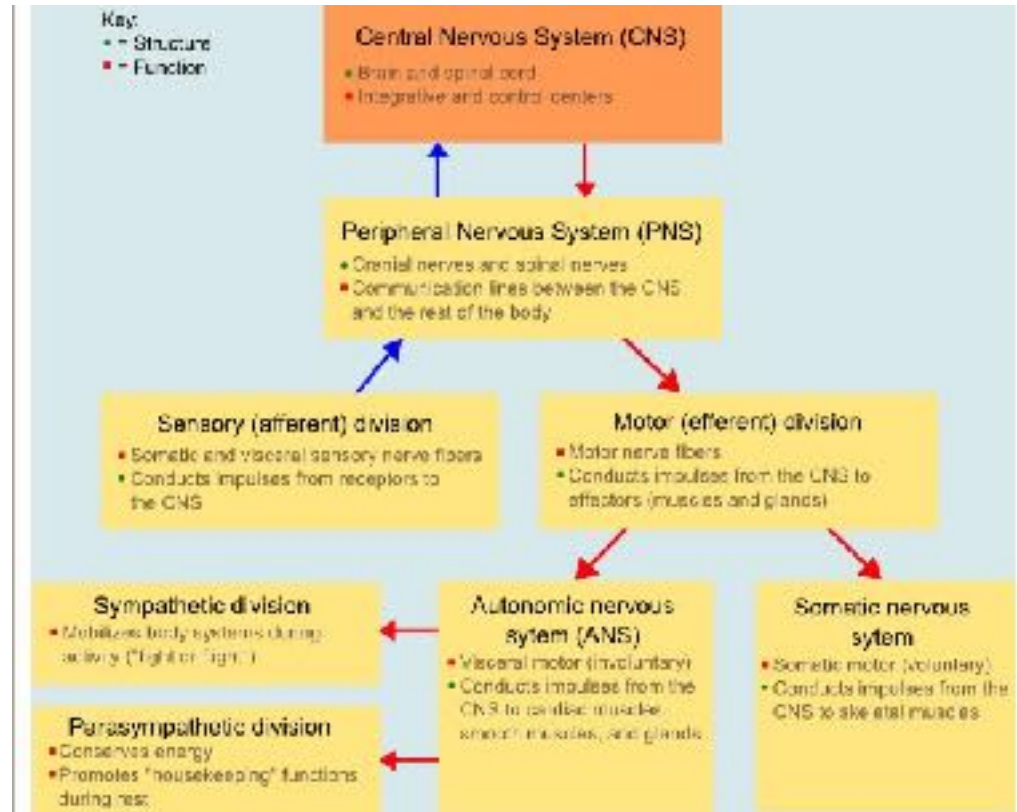 Key:
• = Structure
▪ = Function
Central Nervous System (CNS)
• Brain and spinal cord
▪ Integrative and control centers
Peripheral Nervous System (PNS)
• Cranial nerves and spinal nerves
▪ Communication lines between the CNS
and the rest of the body
Sensory (afferent) division
▪ Somatic and visceral sensory nerve fibers
• Conducts impulses from receptors to
the CNS
Motor (efferent) division
▪ Motor nerve fibers
• Conducts impulses from the CNS to
effectors (muscles and glands)
Sympathetic division
▪ Mobilizes body systems during
activity ("fight or flight")
Parasympathetic division
▪ Conserves energy
▪ Promotes "housekeeping" functions
during rest
Autonomic nervous
sytem (ANS)
▪ Visceral motor (involuntary)
• Conducts impulses from the
CNS to cardiac muscles,
smooth muscles, and glands
Somatic nervous
sytem
▪ Somatic motor (voluntary)
• Conducts impulses from the
CNS to skeletal muscles